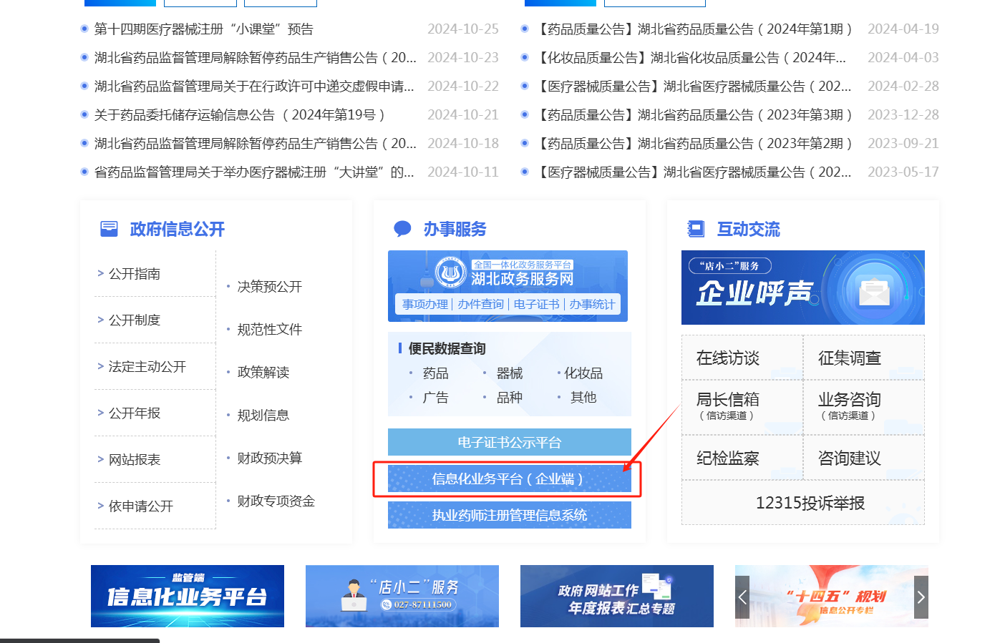 第十四期医疗器械注册“小课堂”预告 2024-10-25
湖北省药品监督管理局解除暂停药品生产销售公告（20... 2024-10-23
湖北省药品监督管理局关于在行政许可中递交虚假申请... 2024-10-22
关于药品委托储存运输信息公告 （2024年第19号） 2024-10-21
湖北省药品监督管理局解除暂停药品生产销售公告（20... 2024-10-18
省药品监督管理局关于举办医疗器械注册“大讲堂”的... 2024-10-11
【药品质量公告】湖北省药品质量公告（2024年第1期） 2024-04-19
【化妆品质量公告】湖北省化妆品质量公告（2024年... 2024-04-03
【医疗器械质量公告】湖北省医疗器械质量公告（202... 2024-02-28
【药品质量公告】湖北省药品质量公告（2023年第3期） 2023-12-28
【药品质量公告】湖北省药品质量公告（2023年第2期） 2023-09-21
【医疗器械质量公告】湖北省医疗器械质量公告（202... 2023-05-17
政府信息公开
> 公开指南
> 公开制度
> 法定主动公开
> 公开年报
> 网站报表
> 依申请公开
决策预公开
规范性文件
政策解读
规划信息
财政预决算
财政专项资金
办事服务
全国一体化政务服务平台
湖北政务服务网
事项办理 | 办件查询 | 电子证书 | 办事统计
便民数据查询
药品 器械 化妆品
广告 品种 其他
电子证书公示平台
信息化业务平台（企业端）
执业药师注册管理信息系统
互动交流
“店小二”服务
企业呼声
在线访谈 征集调查
局长信箱 业务咨询
（信访渠道） （信访渠道）
纪检监察 咨询建议
12315投诉举报
监管端
信息化业务平台
“店小二”服务
027-87111500
政府网站工作
年度报表汇总专题
“十四五”规划
信息公开专栏